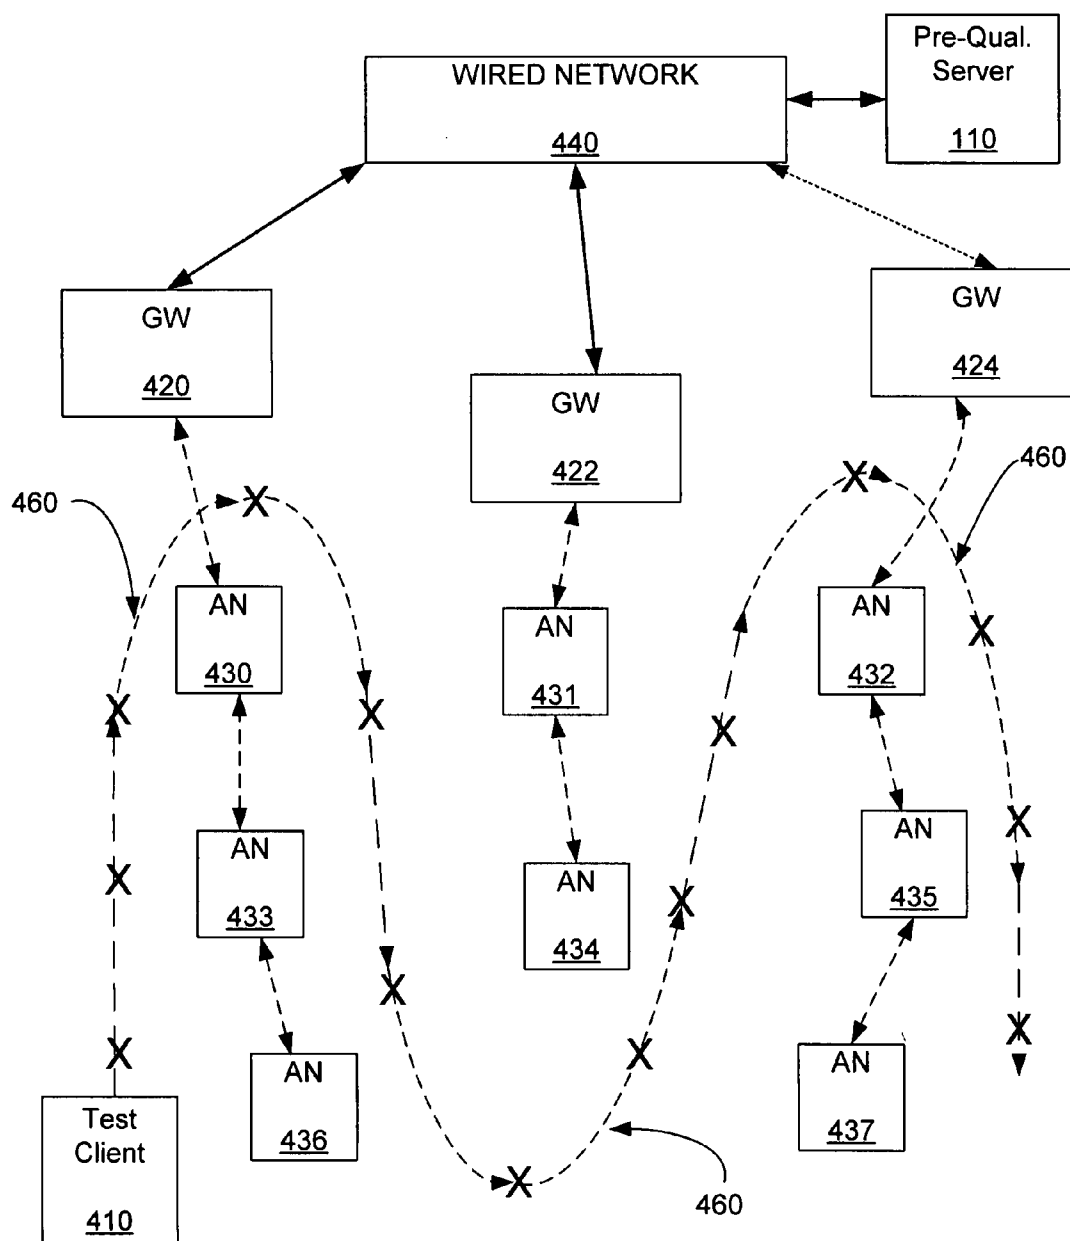 Pre-Qual.
Server
110
WIRED NETWORK
440
GW
420
GW
422
GW
424
460
460
X
X
AN
430
AN
431
AN
432
X
X
X
X
AN
433
AN
434
AN
435
X
X
X
X
AN
436
AN
437
X
X
X
X
460
Test
Client
410